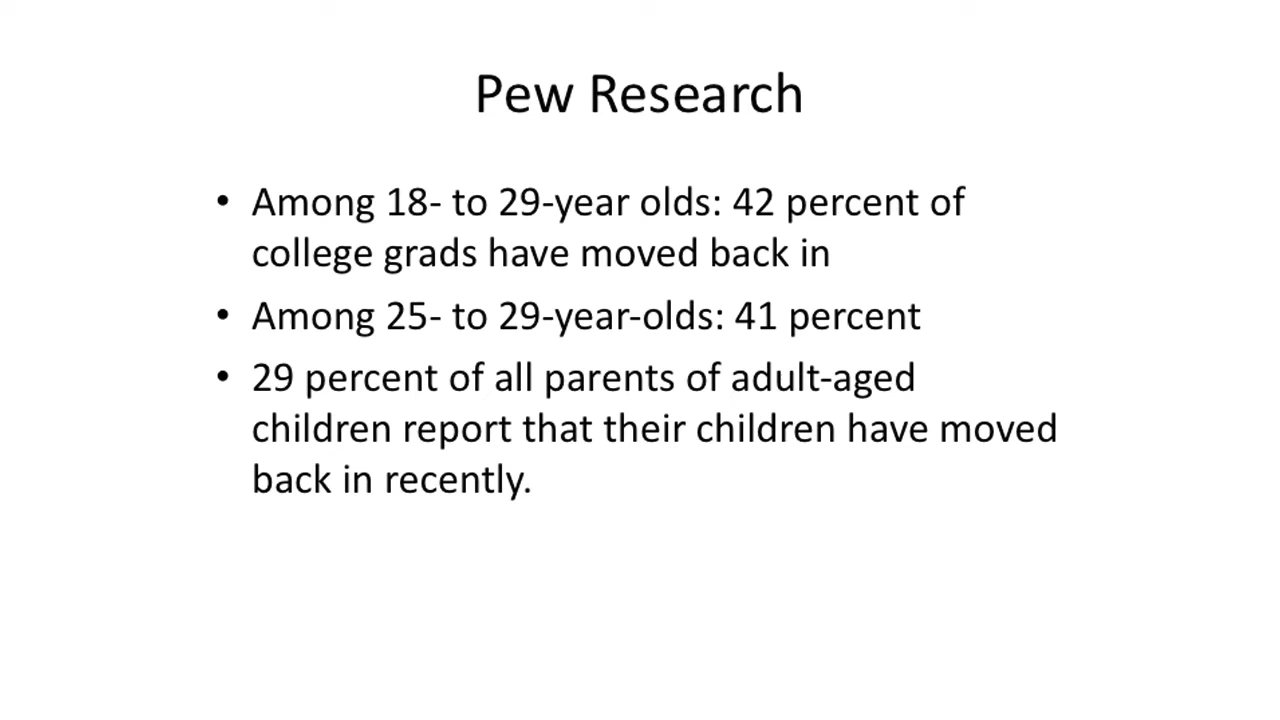 Pew Research
• Among 18- to 29-year olds: 42 percent of
college grads have moved back in
• Among 25- to 29-year-olds: 41 percent
• 29 percent of all parents of adult-aged
children report that their children have moved
back in recently.